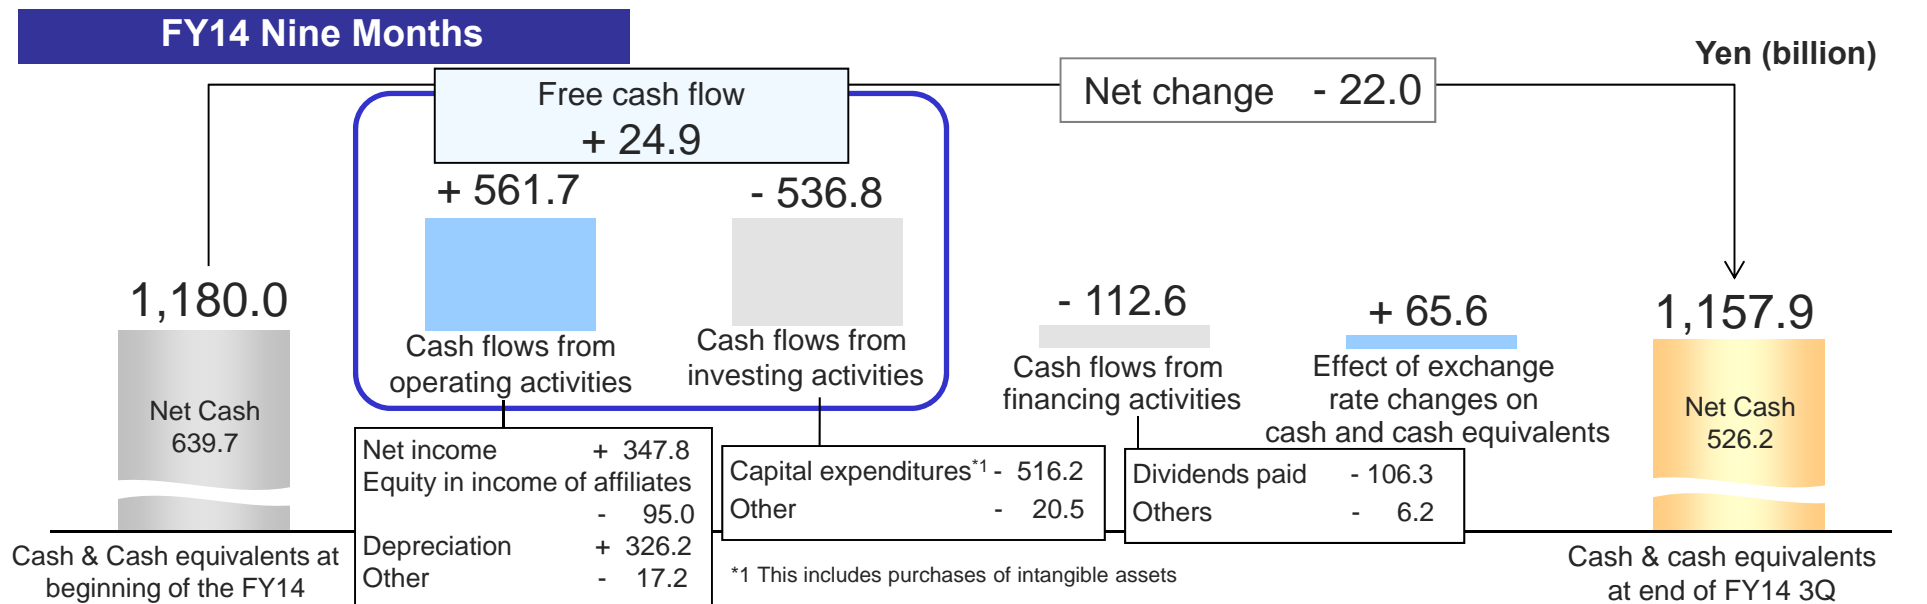 FY14 Nine Months
Yen (billion)
Free cash flow
+ 24.9
Net change - 22.0
+ 561.7
- 536.8
1,180.0
- 112.6
+ 65.6
1,157.9
Cash flows from
operating activities
Cash flows from
investing activities
Cash flows from
financing activities
Effect of exchange
rate changes on
cash and cash equivalents
Net Cash
639.7
Net Cash
526.2
Net income + 347.8
Equity in income of affiliates
- 95.0
Depreciation + 326.2
Other - 17.2
Capital expenditures*1 - 516.2
Other - 20.5
Dividends paid - 106.3
Others - 6.2
Cash & Cash equivalents at
beginning of the FY14
*1 This includes purchases of intangible assets
Cash & cash equivalents
at end of FY14 3Q